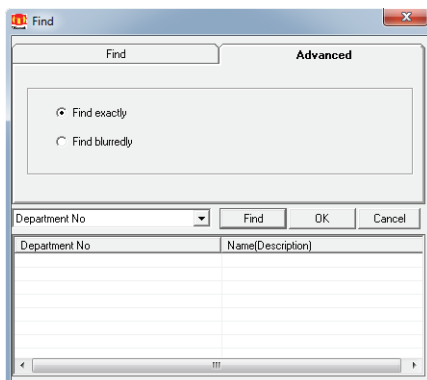 Find
Find Advanced
Find exactly
Find blurredly
Department No Find OK Cancel
Department No Name(Description)